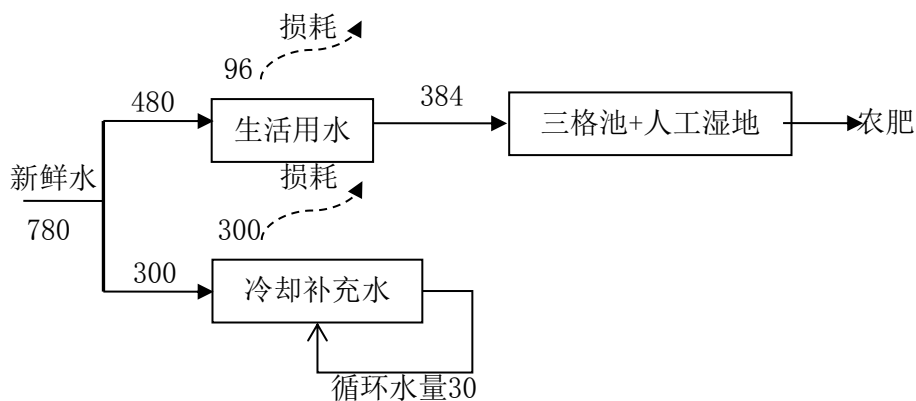 损耗
96
480
生活用水
384
三格池+人工湿地
农肥
新鲜水
780
损耗
300
300
冷却补充水
循环水量30